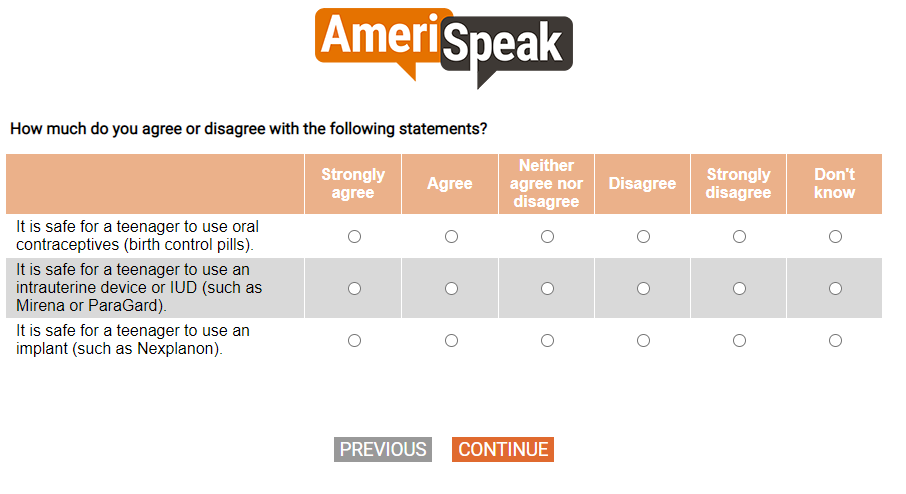 AmeriSpeak
How much do you agree or disagree with the following statements?
Strongly
agree
Agree
Neither
agree nor
disagree
Disagree
Strongly
disagree
Don't
know
It is safe for a teenager to use oral
contraceptives (birth control pills).
It is safe for a teenager to use an
intrauterine device or IUD (such as
Mirena or ParaGard).
It is safe for a teenager to use an
implant (such as Nexplanon).
PREVIOUS
CONTINUE